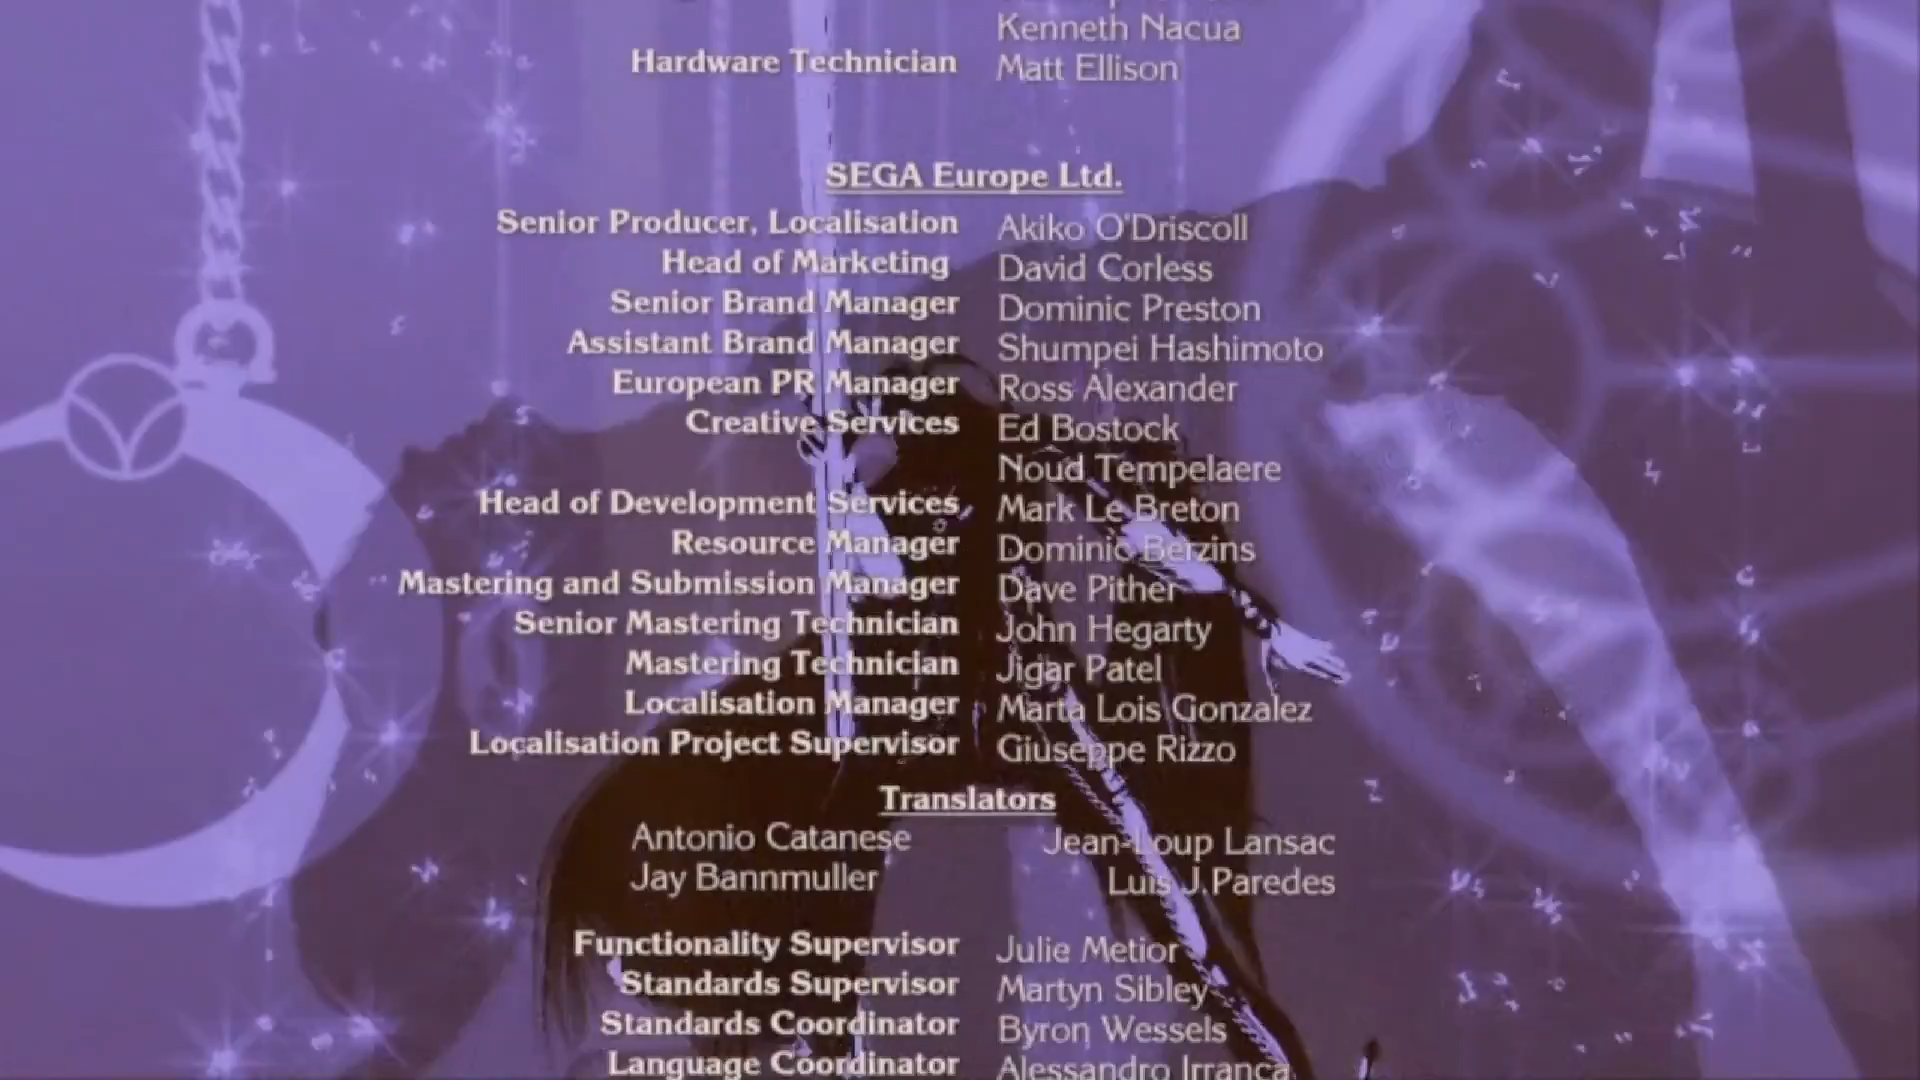 Kenneth Nacua
Hardware Technician Matt Ellison
SEGA Europe Ltd.
Senior Producer, Localisation Akiko O'Driscoll
Head of Marketing David Corless
Senior Brand Manager Dominic Preston
Assistant Brand Manager Shumpei Hashimoto
European PR Manager Ross Alexander
Creative Services Ed Bostock
Noud Tempelaere
Head of Development Services Mark Le Breton
Resource Manager Dominic Berzins
Mastering and Submission Manager Dave Pither
Senior Mastering Technician John Hegarty
Mastering Technician Jigar Patel
Localisation Manager Marta Lois Gonzalez
Localisation Project Supervisor Giuseppe Rizzo
Translators
Antonio Catanese Jean-Loup Lansac
Jay Bannmuller Luis J.Paredes
Functionality Supervisor Julie Metior
Standards Supervisor Martyn Sibley
Standards Coordinator Byron Wessels
Language Coordinator Alessandro Irranca